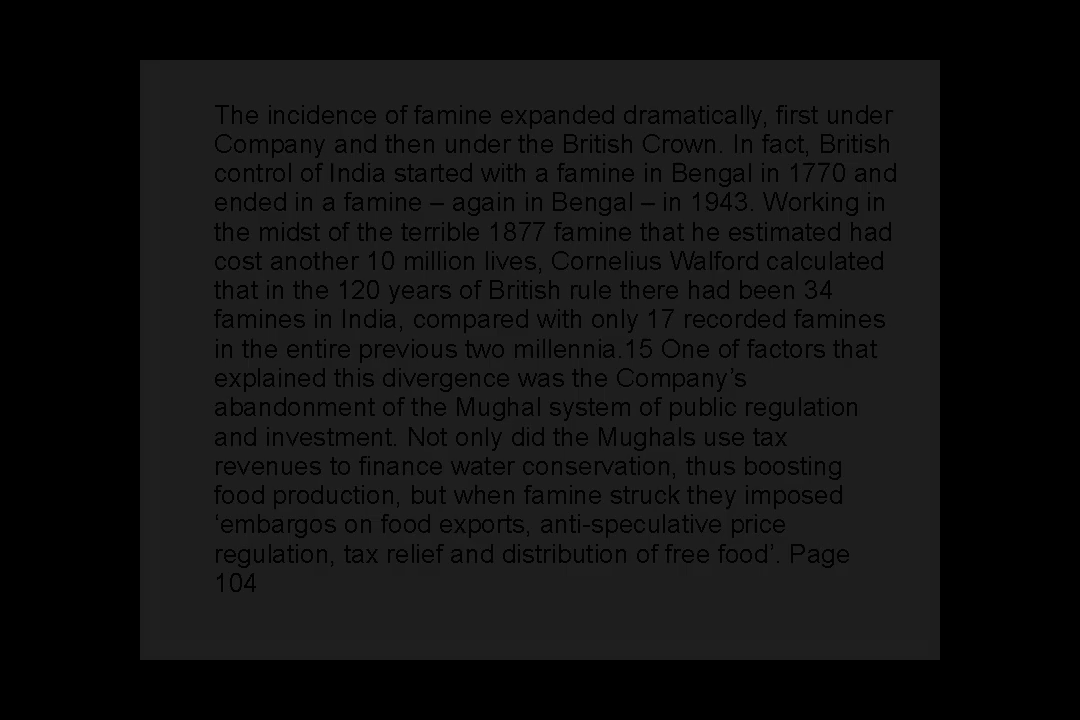 The incidence of famine expanded dramatically, first under
Company and then under the British Crown. In fact, British
control of India started with a famine in Bengal in 1770 and
ended in a famine – again in Bengal – in 1943. Working in
the midst of the terrible 1877 famine that he estimated had
cost another 10 million lives, Cornelius Walford calculated
that in the 120 years of British rule there had been 34
famines in India, compared with only 17 recorded famines
in the entire previous two millennia.15 One of factors that
explained this divergence was the Company’s
abandonment of the Mughal system of public regulation
and investment. Not only did the Mughals use tax
revenues to finance water conservation, thus boosting
food production, but when famine struck they imposed
‘embargos on food exports, anti-speculative price
regulation, tax relief and distribution of free food’. Page
104